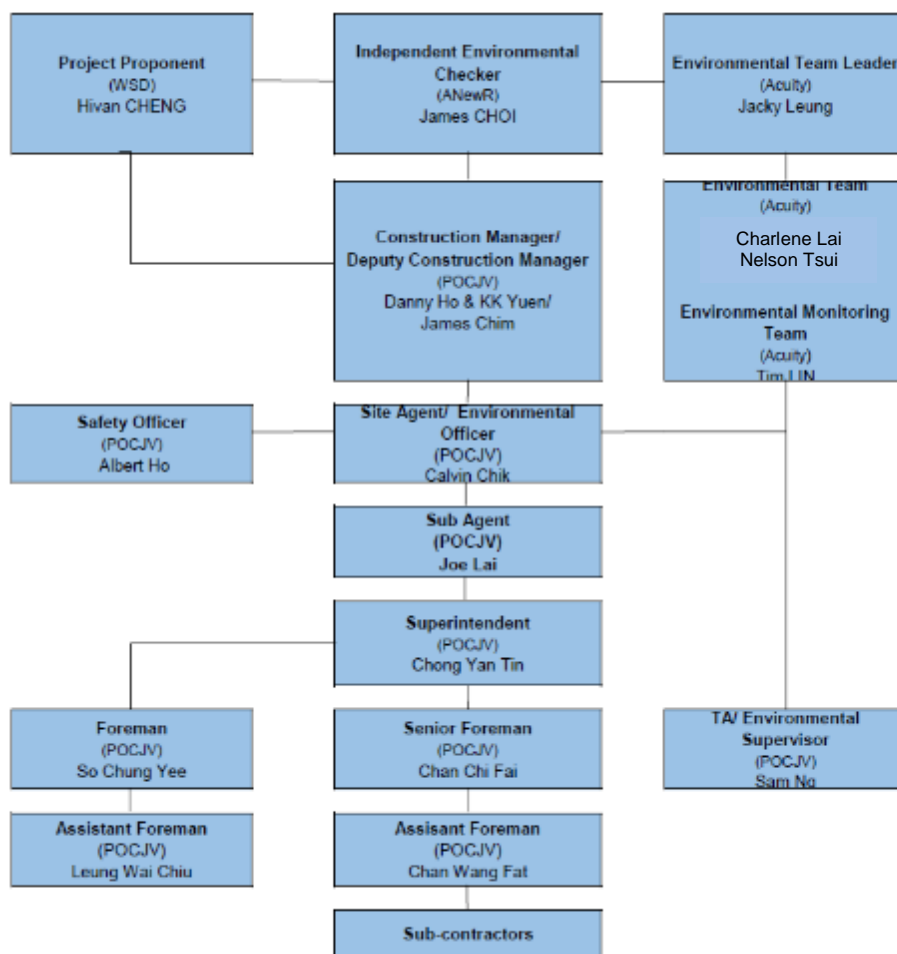 Project Proponent
(WSD)
Hivan CHENG
Independent Environmental
Checker
(ANewR)
James CHOI
Environmental Team Leader
(Acuity)
Jacky Leung
Construction Manager/
Deputy Construction Manager
(POCJV)
Danny Ho & KK Yuen/
James Chim
Environmental Team
(Acuity)
Charlene Lai
Nelson Tsui
Environmental Monitoring
Team
(Acuity)
Tim LIN
Safety Officer
(POCJV)
Albert Ho
Site Agent/ Environmental
Officer
(POCJV)
Calvin Chik
Sub Agent
(POCJV)
Joe Lai
Superintendent
(POCJV)
Chong Yan Tin
Foreman
(POCJV)
So Chung Yee
Senior Foreman
(POCJV)
Chan Chi Fai
TA/ Environmental
Supervisor
(POCJV)
Sam Ng
Assistant Foreman
(POCJV)
Leung Wai Chiu
Assisant Foreman
(POCJV)
Chan Wang Fat
Sub-contractors